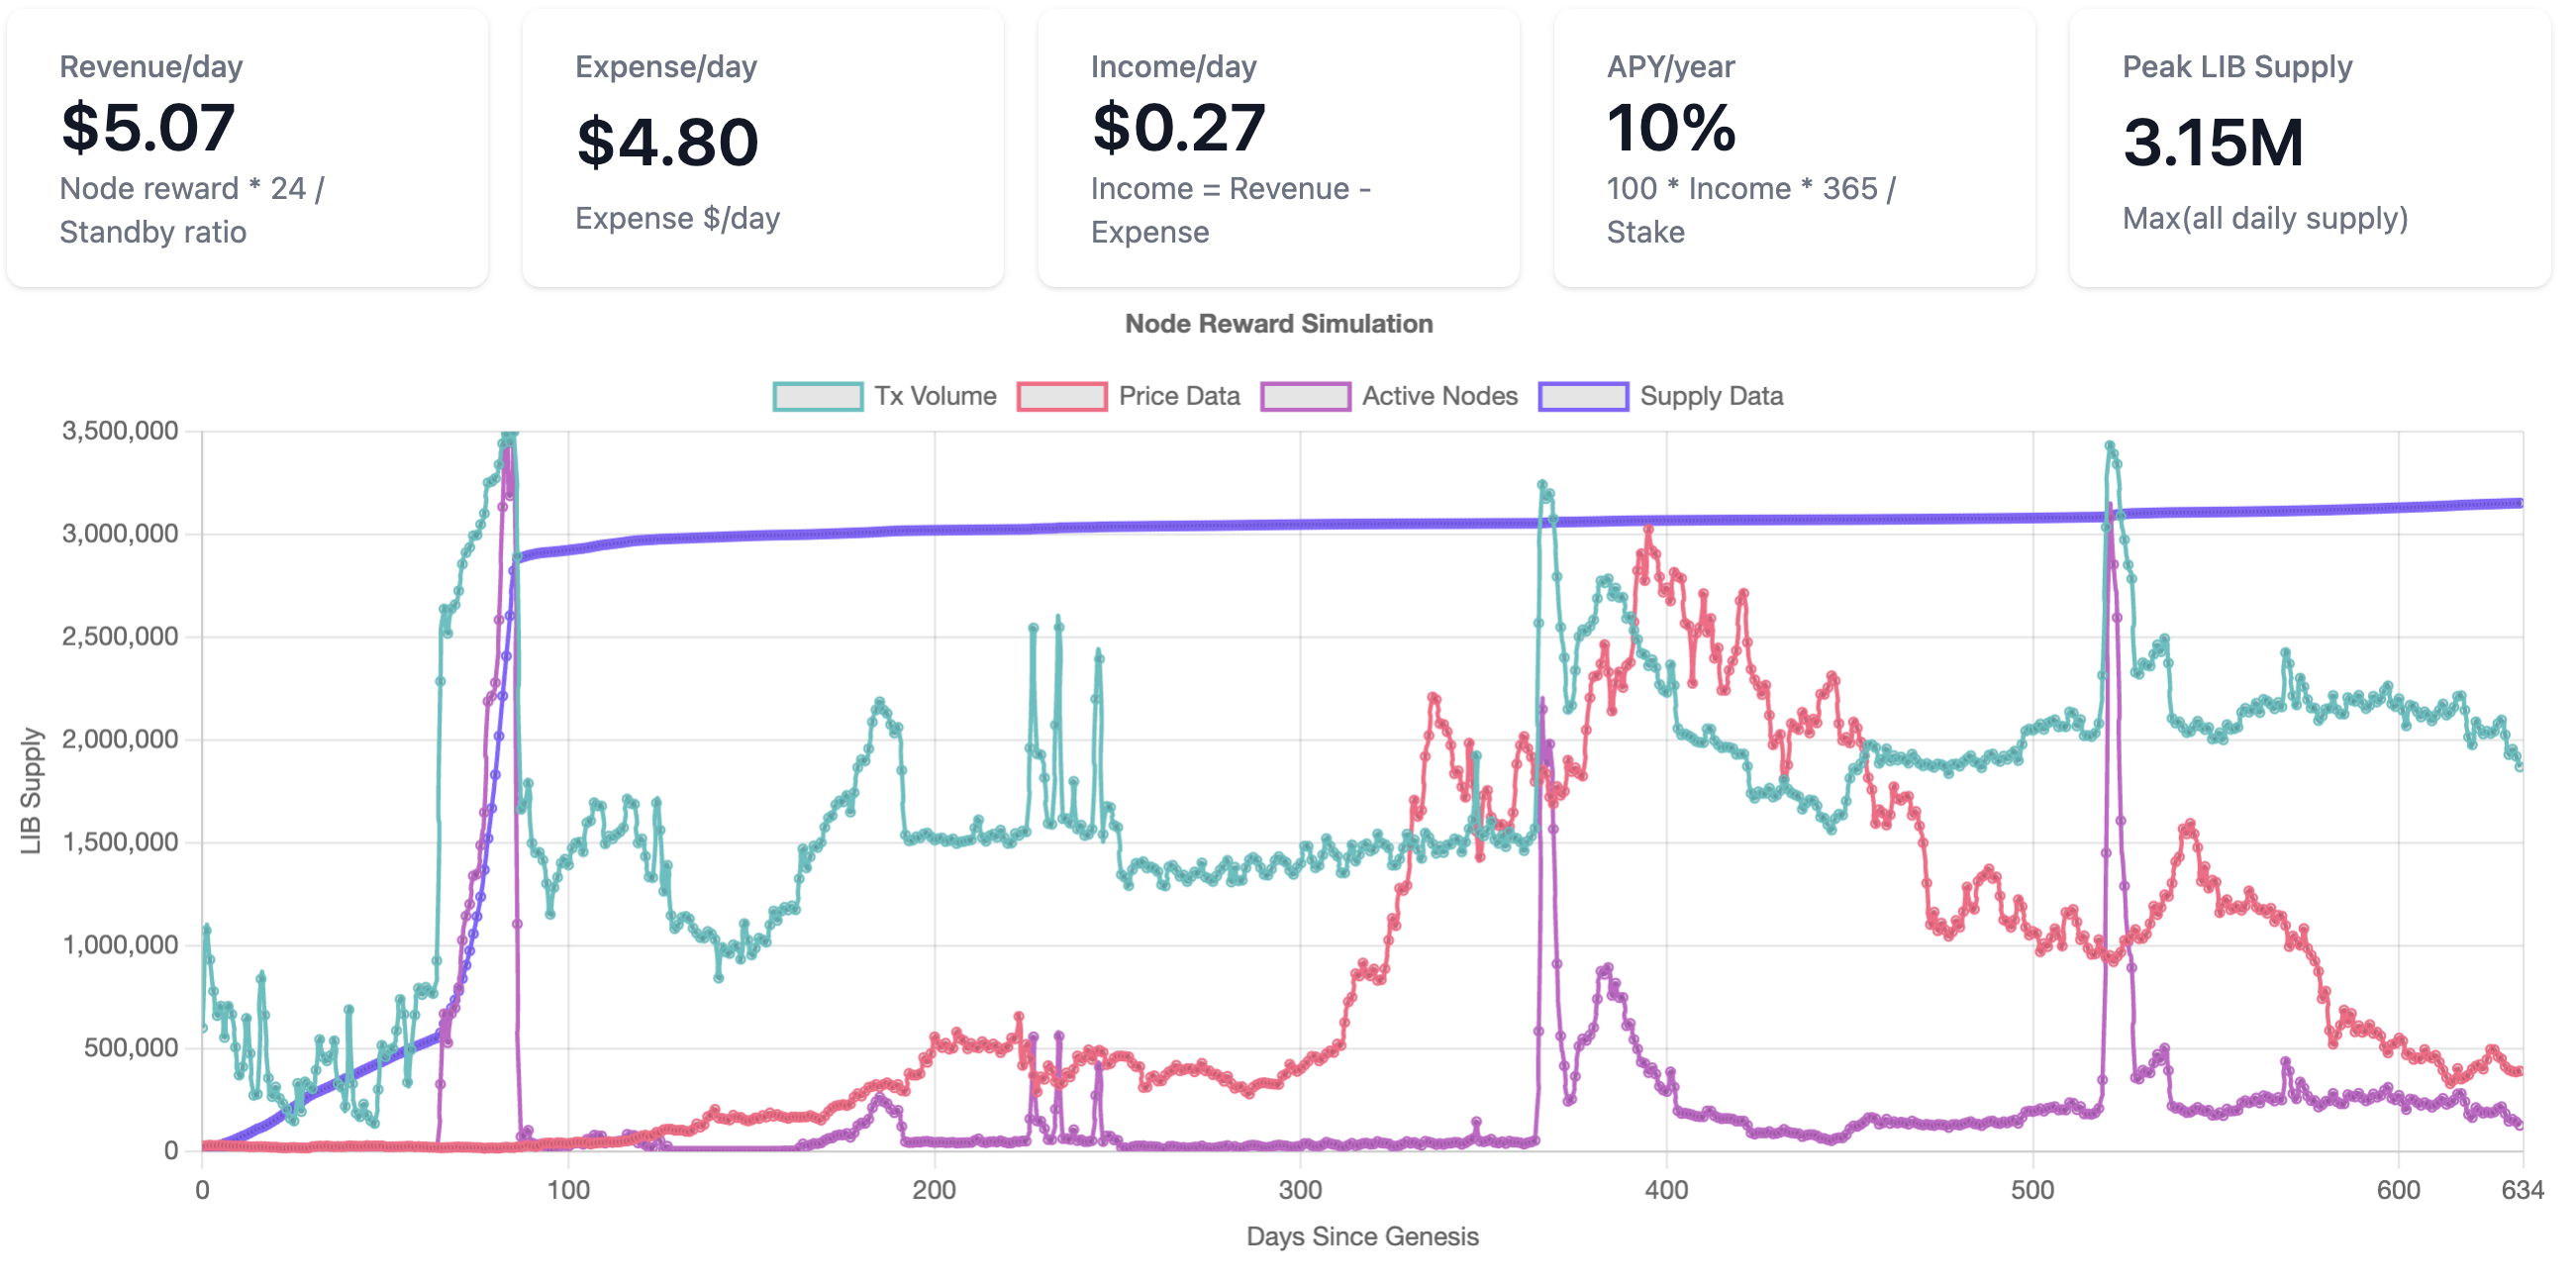 Revenue/day
$5.07
Node reward * 24 /
Standby ratio
Expense/day
$4.80
Expense $/day
Income/day
$0.27
Income = Revenue -
Expense
APY/year
10%
100 * Income * 365 /
Stake
Peak LIB Supply
3.15M
Max(all daily supply)
Node Reward Simulation
Tx Volume
Price Data
Active Nodes
Supply Data
LIB Supply
3,500,000
3,000,000
2,500,000
2,000,000
1,500,000
1,000,000
500,000
0
0
100
200
300
400
500
600
634
Days Since Genesis